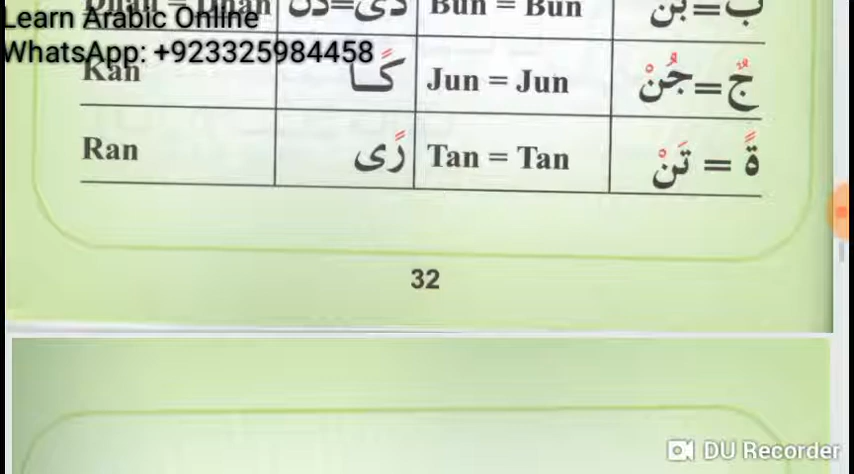 Learn Arabic Online
WhatsApp: +923325984458
Bun = Bun
Kan كًا Jun = Jun جٌ=جُنْ
Ran رًى Tan = Tan ةً = تَنْ
32
DU Recorder